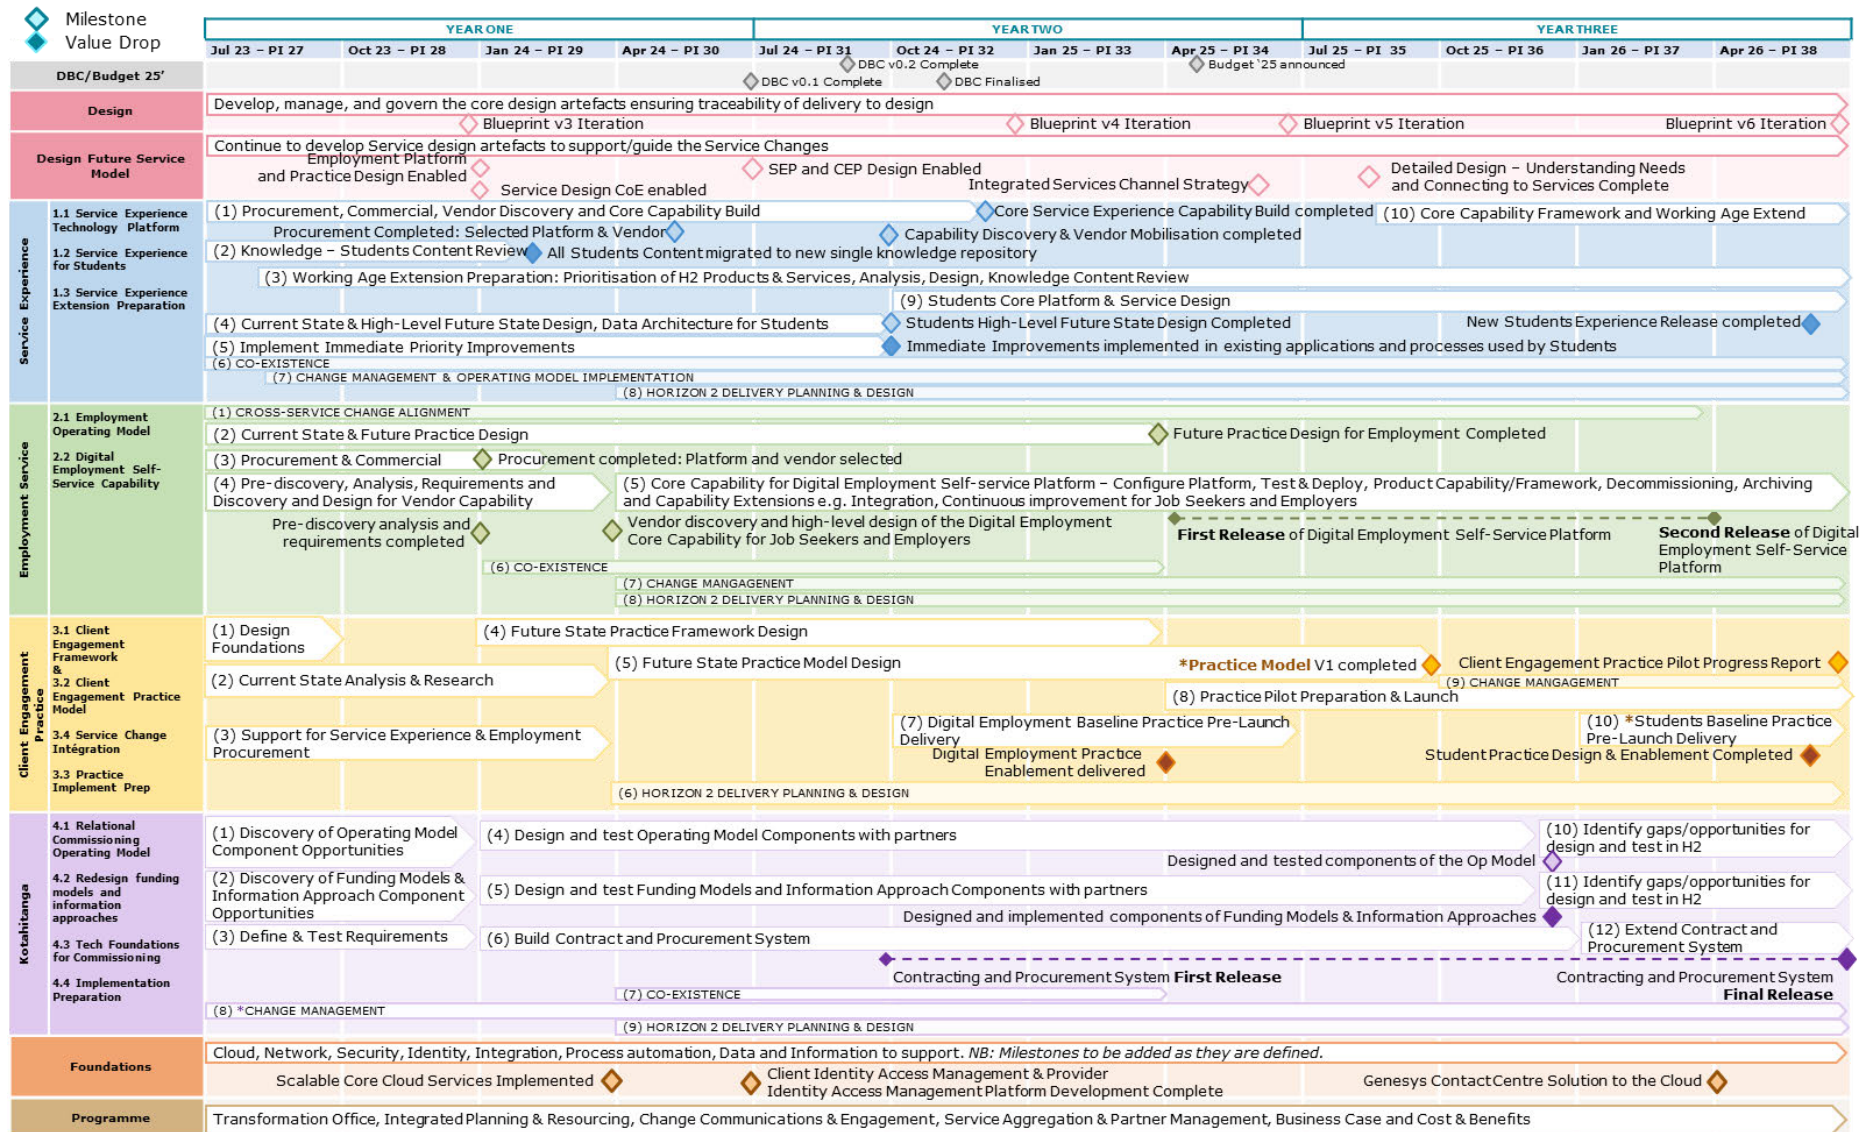 Milestone
Value Drop
YEAR ONE
YEAR TWO
YEAR THREE
Jul 23 – PI 27
Oct 23 – PI 28
Jan 24 – PI 29
Apr 24 – PI 30
Jul 24 – PI 31
Oct 24 – PI 32
Jan 25 – PI 33
Apr 25 – PI 34
Jul 25 – PI 35
Oct 25 – PI 36
Jan 26 – PI 37
Apr 26 – PI 38
DBC/Budget 25'
DBC v0.2 Complete
Budget '25 announced
DBC v0.1 Complete
DBC Finalised
Design
Develop, manage, and govern the core design artefacts ensuring traceability of delivery to design
Blueprint v3 Iteration
Blueprint v4 Iteration
Blueprint v5 Iteration
Blueprint v6 Iteration
Design Future Service
Model
Continue to develop Service design artefacts to support/guide the Service Changes
Employment Platform
and Practice Design Enabled
SEP and CEP Design Enabled
Service Design CoE enabled
Integrated Services Channel Strategy
Detailed Design – Understanding Needs
and Connecting to Services Complete
Service Experience
1.1 Service Experience
Technology Platform
1.2 Service Experience
for Students
1.3 Service Experience
Extension Preparation
(1) Procurement, Commercial, Vendor Discovery and Core Capability Build
Core Service Experience Capability Build completed
(10) Core Capability Framework and Working Age Extend
Procurement Completed: Selected Platform & Vendor
Capability Discovery & Vendor Mobilisation completed
(2) Knowledge – Students Content Review
All Students Content migrated to new single knowledge repository
(3) Working Age Extension Preparation: Prioritisation of H2 Products & Services, Analysis, Design, Knowledge Content Review
(9) Students Core Platform & Service Design
(4) Current State & High-Level Future State Design, Data Architecture for Students
Students High-Level Future State Design Completed
New Students Experience Release completed
(5) Implement Immediate Priority Improvements
Immediate Improvements implemented in existing applications and processes used by Students
(6) CO-EXISTENCE
(7) CHANGE MANAGEMENT & OPERATING MODEL IMPLEMENTATION
(8) HORIZON 2 DELIVERY PLANNING & DESIGN
Employment Service
2.1 Employment
Operating Model
2.2 Digital
Employment Self-
Service Capability
(1) CROSS-SERVICE CHANGE ALIGNMENT
(2) Current State & Future Practice Design
Future Practice Design for Employment Completed
(3) Procurement & Commercial
Procurement completed: Platform and vendor selected
(4) Pre-discovery, Analysis, Requirements and
Discovery and Design for Vendor Capability
(5) Core Capability for Digital Employment Self-service Platform – Configure Platform, Test & Deploy, Product Capability/Framework, Decommissioning, Archiving
and Capability Extensions e.g. Integration, Continuous improvement for Job Seekers and Employers
Pre-discovery analysis and
requirements completed
Vendor discovery and high-level design of the Digital Employment
Core Capability for Job Seekers and Employers
First Release of Digital Employment Self-Service Platform
Second Release of Digital
Employment Self-Service
Platform
(6) CO-EXISTENCE
(7) CHANGE MANGAGENENT
(8) HORIZON 2 DELIVERY PLANNING & DESIGN
Client Engagement
Practice
3.1 Client
Engagement
Framework
&
3.2 Client
Engagement Practice
Model
3.4 Service Change
Intégration
3.3 Practice
Implement Prep
(1) Design
Foundations
(4) Future State Practice Framework Design
(5) Future State Practice Model Design
*Practice Model V1 completed
Client Engagement Practice Pilot Progress Report
(2) Current State Analysis & Research
(9) CHANGE MANGAGEMENT
(8) Practice Pilot Preparation & Launch
(3) Support for Service Experience & Employment
Procurement
(7) Digital Employment Baseline Practice Pre-Launch
Delivery
(10) *Students Baseline Practice
Pre-Launch Delivery
Digital Employment Practice
Enablement delivered
Student Practice Design & Enablement Completed
(6) HORIZON 2 DELIVERY PLANNING & DESIGN
Kotahitanga
4.1 Relational
Commissioning
Operating Model
4.2 Redesign funding
models and
information
approaches
4.3 Tech Foundations
for Commissioning
4.4 Implementation
Preparation
(1) Discovery of Operating Model
Component Opportunities
(4) Design and test Operating Model Components with partners
(10) Identify gaps/opportunities for
design and test in H2
Designed and tested components of the Op Model
(2) Discovery of Funding Models &
Information Approach Component
Opportunities
(5) Design and test Funding Models and Information Approach Components with partners
(11) Identify gaps/opportunities for
design and test in H2
Designed and implemented components of Funding Models & Information Approaches
(3) Define & Test Requirements
(6) Build Contract and Procurement System
(12) Extend Contract and
Procurement System
Contracting and Procurement System First Release
Contracting and Procurement System
Final Release
(7) CO-EXISTENCE
(8) *CHANGE MANAGEMENT
(9) HORIZON 2 DELIVERY PLANNING & DESIGN
Foundations
Cloud, Network, Security, Identity, Integration, Process automation, Data and Information to support. NB: Milestones to be added as they are defined.
Scalable Core Cloud Services Implemented
Client Identity Access Management & Provider
Identity Access Management Platform Development Complete
Genesys Contact Centre Solution to the Cloud
Programme
Transformation Office, Integrated Planning & Resourcing, Change Communications & Engagement, Service Aggregation & Partner Management, Business Case and Cost & Benefits